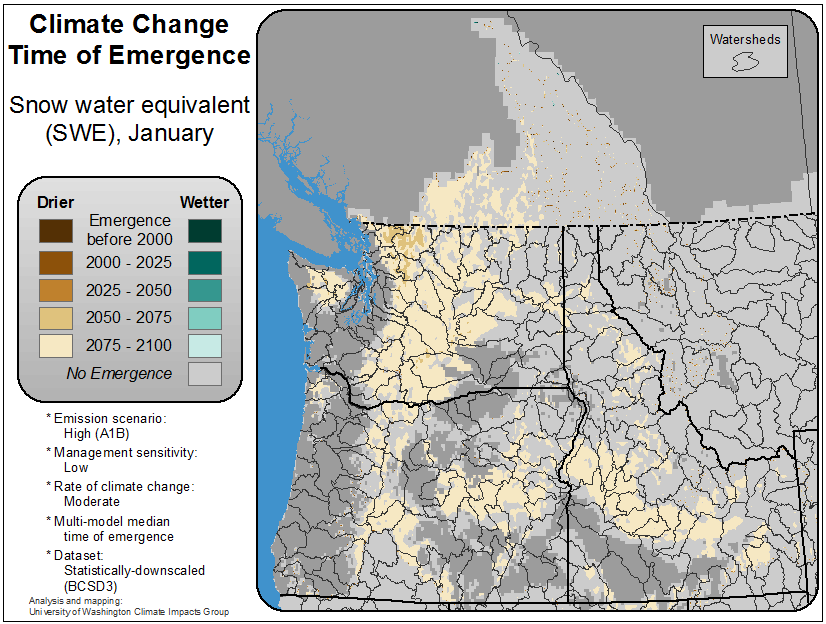 Climate Change
Time of Emergence
Snow water equivalent
(SWE), January
Drier Wetter
Emergence
before 2000
2000 - 2025
2025 - 2050
2050 - 2075
2075 - 2100
No Emergence
* Emission scenario:
High (A1B)
* Management sensitivity:
Low
* Rate of climate change:
Moderate
* Multi-model median
time of emergence
* Dataset:
Statistically-downscaled
(BCSD3)
Analysis and mapping:
University of Washington Climate Impacts Group
Watersheds